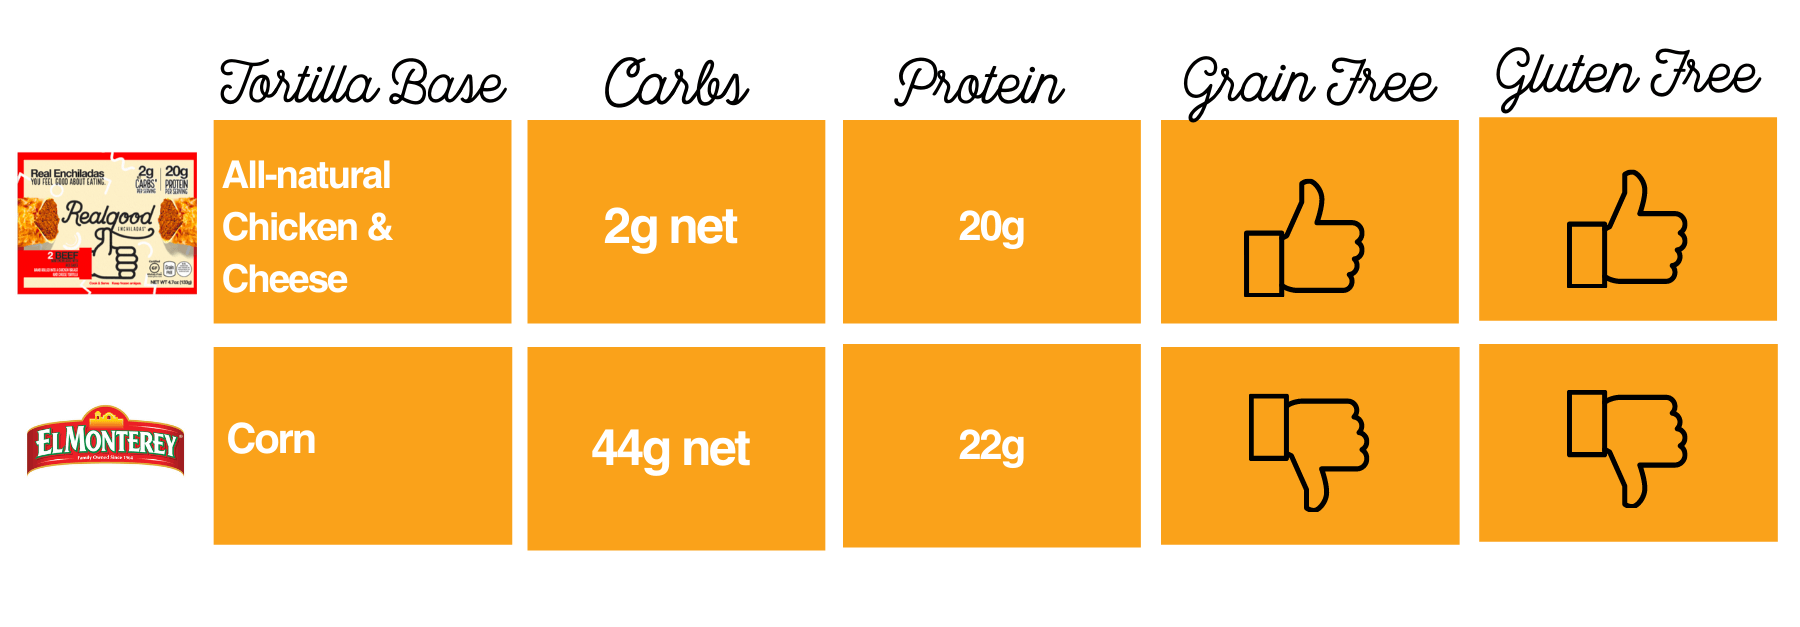 Tortilla Base
Carbs
Protein
Grain Free
Gluten Free
Real Enchiladas
YOU FEEL GOOD ABOUT EATING.
2g
CARBS*
PER SERVING
20g
PROTEIN
PER SERVING
Realgood
ENCHILADAS
2 BEEF
GF
NET WT 4.7oz (133g)
All-natural
Chicken &
Cheese
2g net
20g
EL MONTEREY
Family Owned Since 1964
Corn
44g net
22g